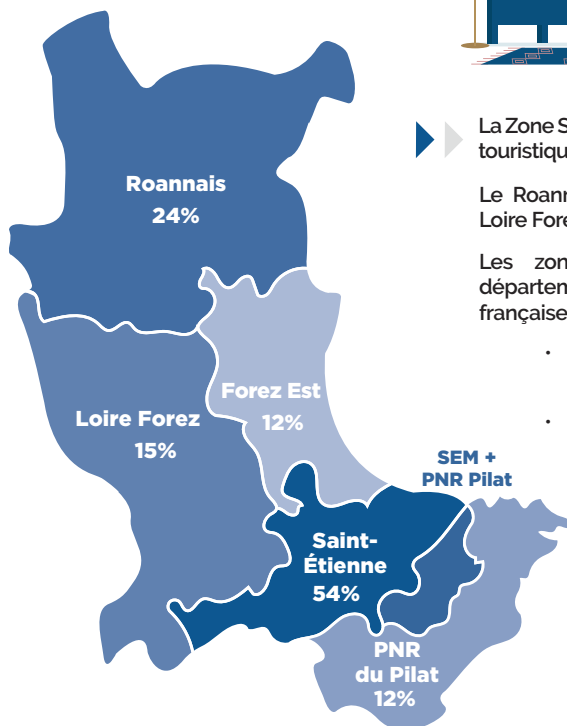 La Zone S
touristiqu
Le Roann
Loire Fore
Les zon
départem
française
·
·
Roannais
24%
Forez Est
12%
Loire Forez
15%
SEM +
PNR Pilat
Saint-
Étienne
54%
PNR
du Pilat
12%